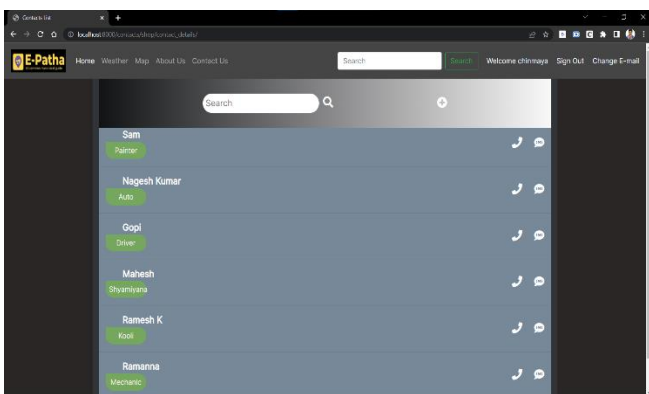 Contacts list
localhost:8000/contacts/shop/contact_details/
E-Patha
Home Weather Map About Us Contact Us Search Search Welcome chinmaya Sign Out Change E-mail
Search
Sam
Painter
Nagesh Kumar
Auto
Gopi
Driver
Mahesh
Shyamiyana
Ramesh K
Kooli
Ramanna
Mechanic